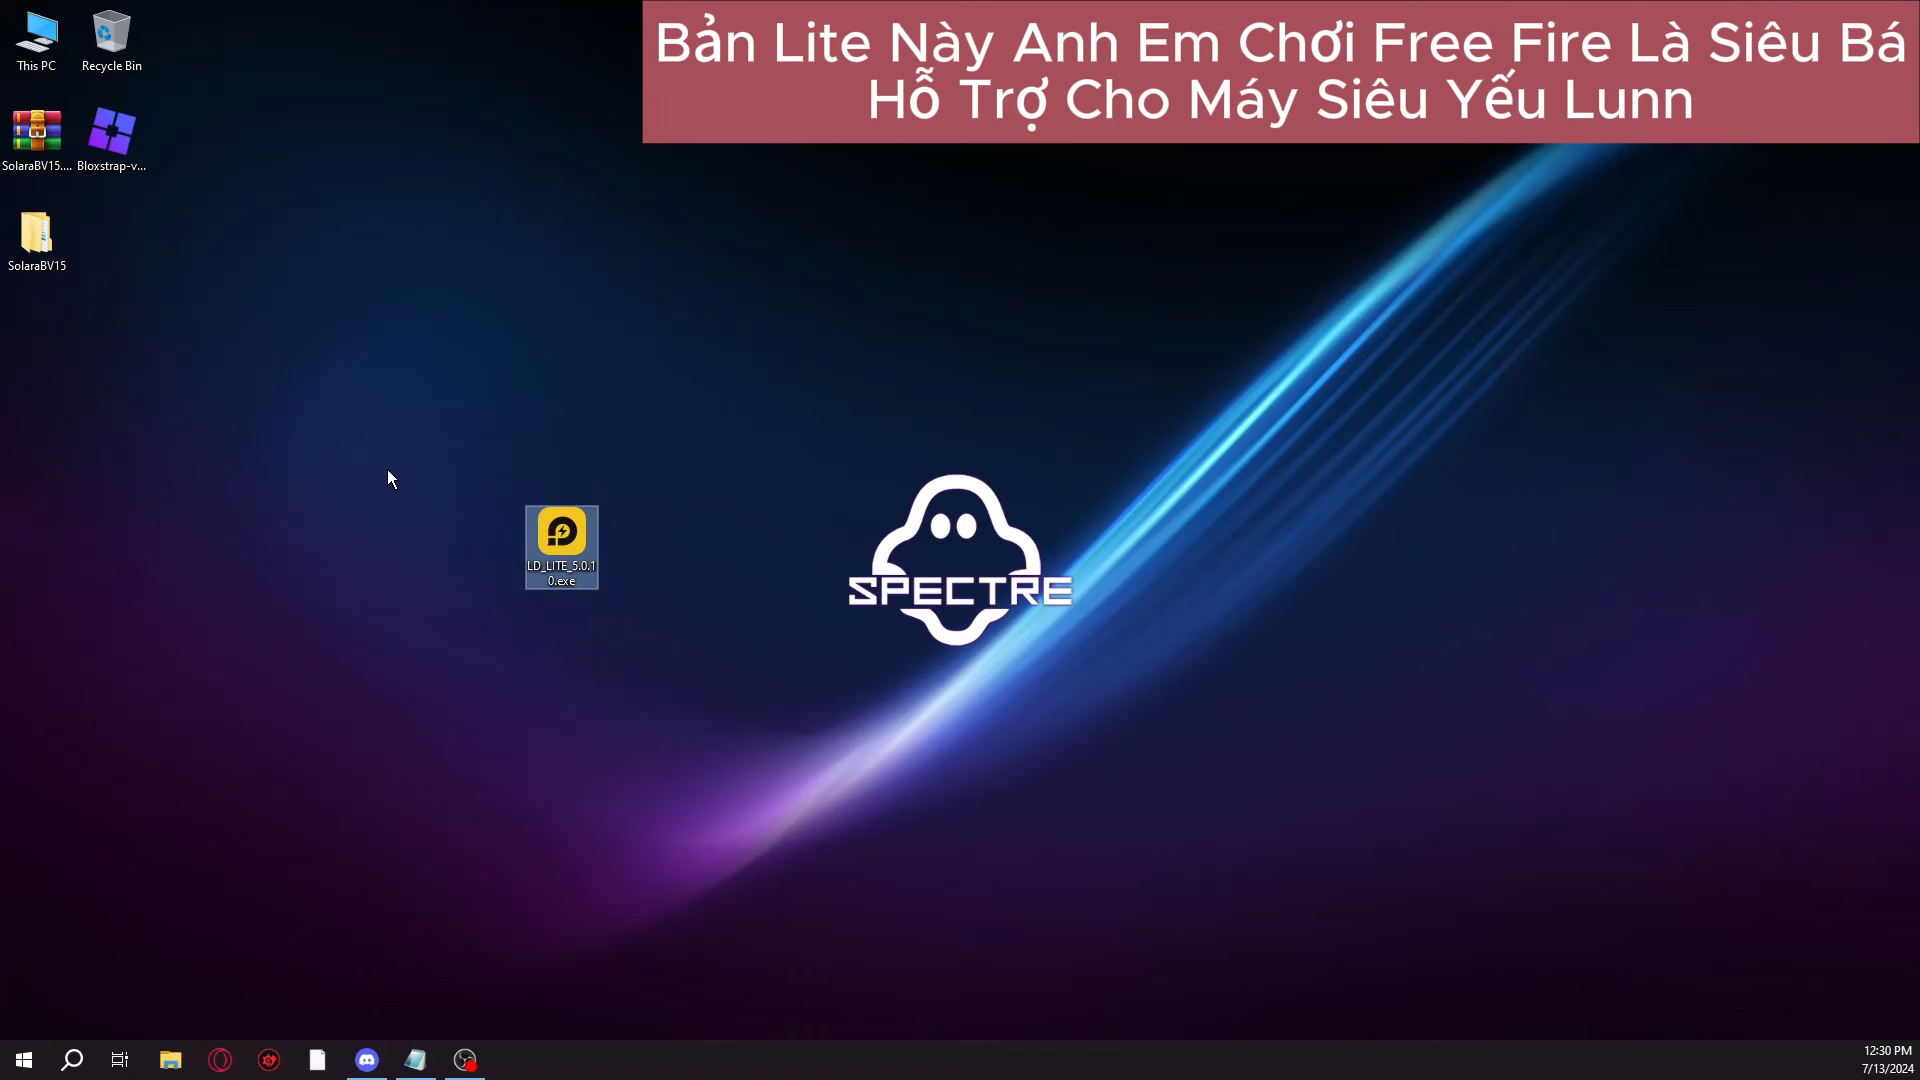 Bản Lite Này Anh Em Chơi Free Fire Là Siêu Bá
Hỗ Trợ Cho Máy Siêu Yếu Lunn
This PC
Recycle Bin
SolaraBV15....
Bloxstrap-v...
SolaraBV15
LD_LITE_5.0.1
0.exe
SPECTRE
12:30 PM
7/13/2024